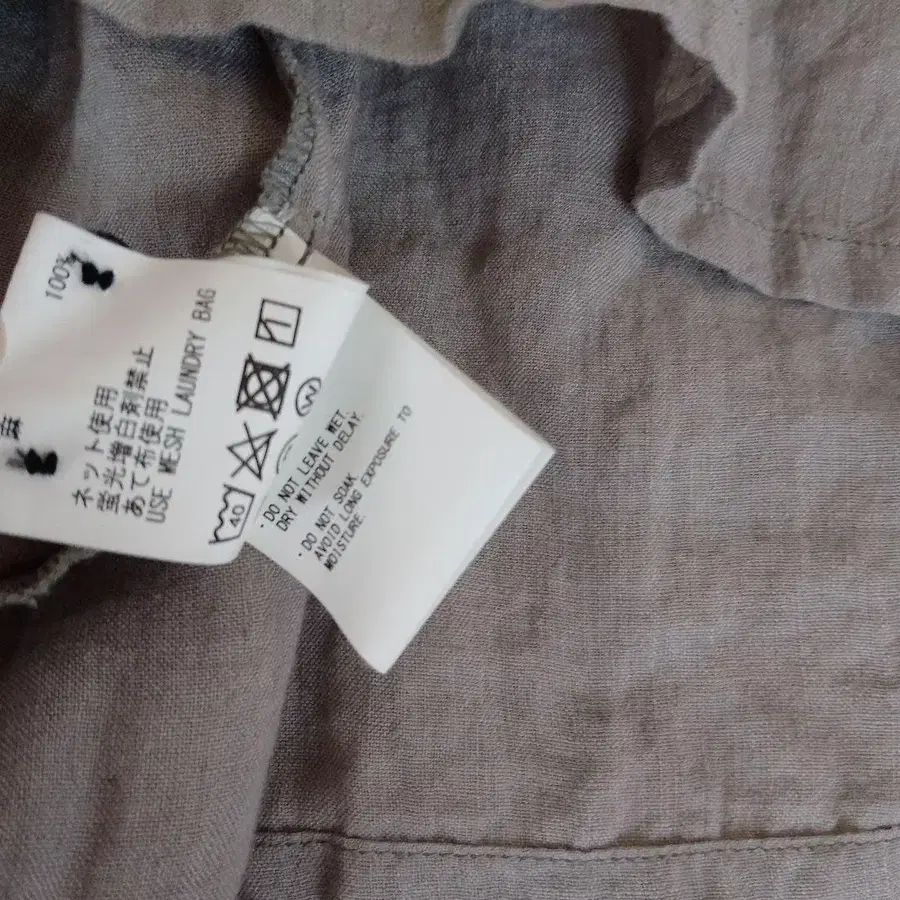 麻
100%
40
W
ネット使用
蛍光増白剤禁止
あて布使用
USE MESH LAUNDRY BAG
・DO NOT LEAVE WET.
DRY WITHOUT DELAY.
・DO NOT SOAK
AVOID LONG EXPOSURE TO
MOISTURE.